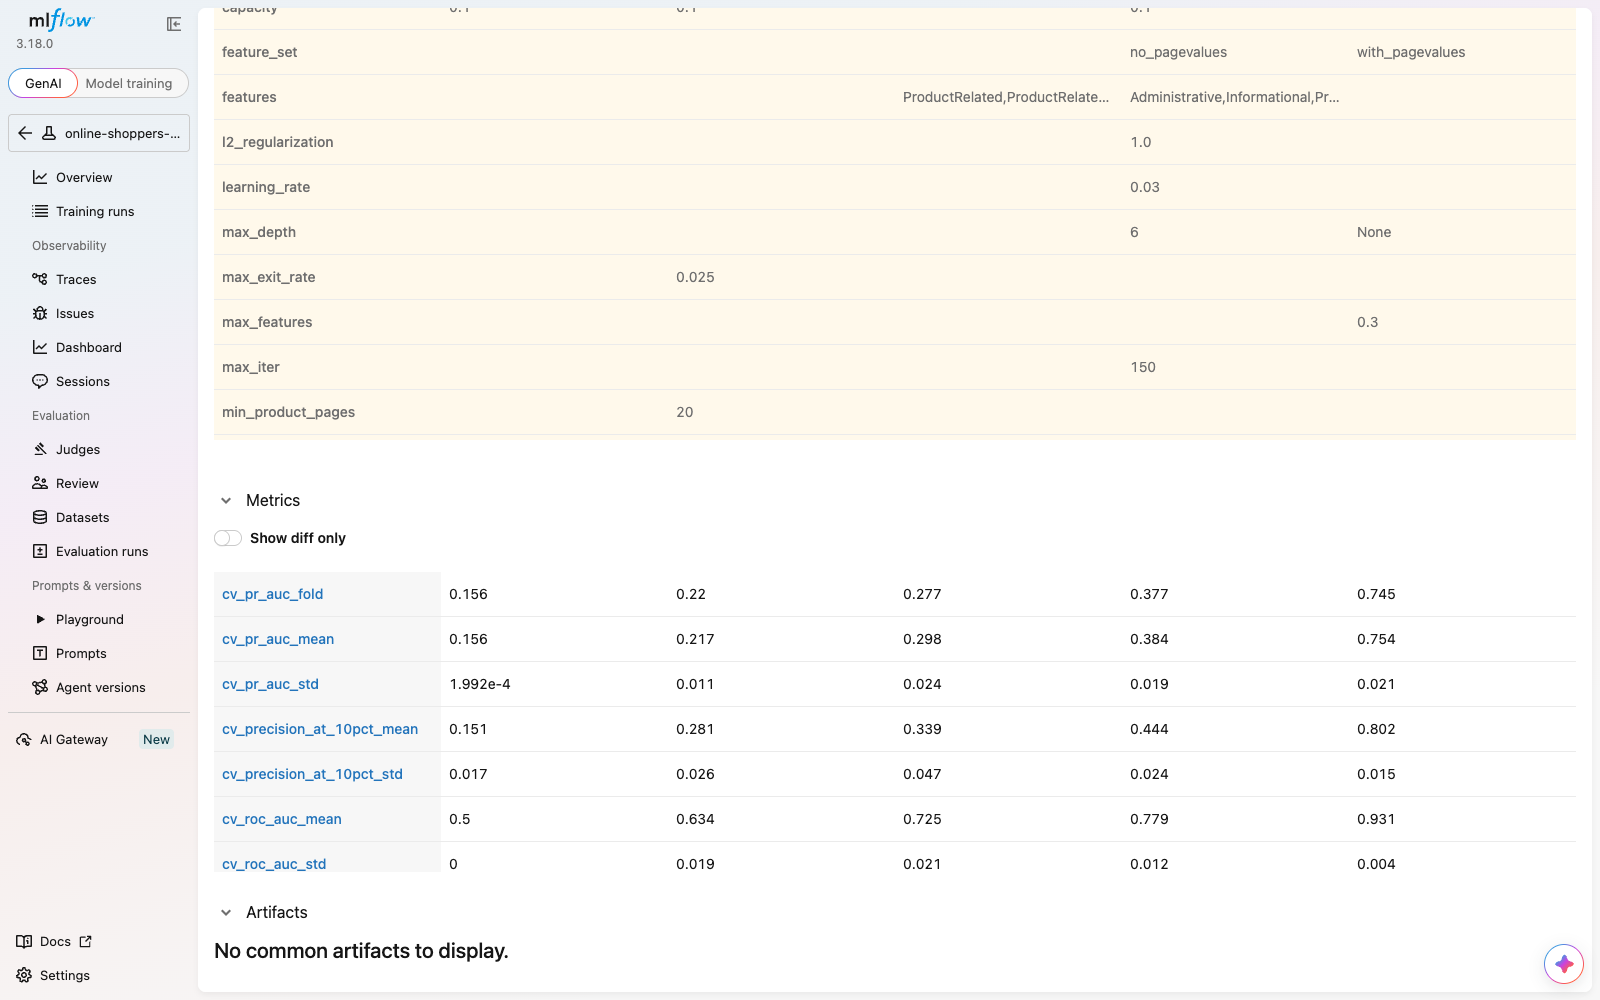 mlflow
3.18.0
GenAI Model training
online-shoppers-...
Overview
Training runs
Observability
Traces
Issues
Dashboard
Sessions
Evaluation
Judges
Review
Datasets
Evaluation runs
Prompts & versions
Playground
Prompts
Agent versions
AI Gateway New
Docs
Settings
capacity 0.1 0.1 0.1
feature_set no_pagevalues with_pagevalues
features ProductRelated,ProductRelate... Administrative,Informational,Pr...
l2_regularization 1.0
learning_rate 0.03
max_depth 6 None
max_exit_rate 0.025
max_features 0.3
max_iter 150
min_product_pages 20
Metrics
Show diff only
cv_pr_auc_fold 0.156 0.22 0.277 0.377 0.745
cv_pr_auc_mean 0.156 0.217 0.298 0.384 0.754
cv_pr_auc_std 1.992e-4 0.011 0.024 0.019 0.021
cv_precision_at_10pct_mean 0.151 0.281 0.339 0.444 0.802
cv_precision_at_10pct_std 0.017 0.026 0.047 0.024 0.015
cv_roc_auc_mean 0.5 0.634 0.725 0.779 0.931
cv_roc_auc_std 0 0.019 0.021 0.012 0.004
Artifacts
No common artifacts to display.